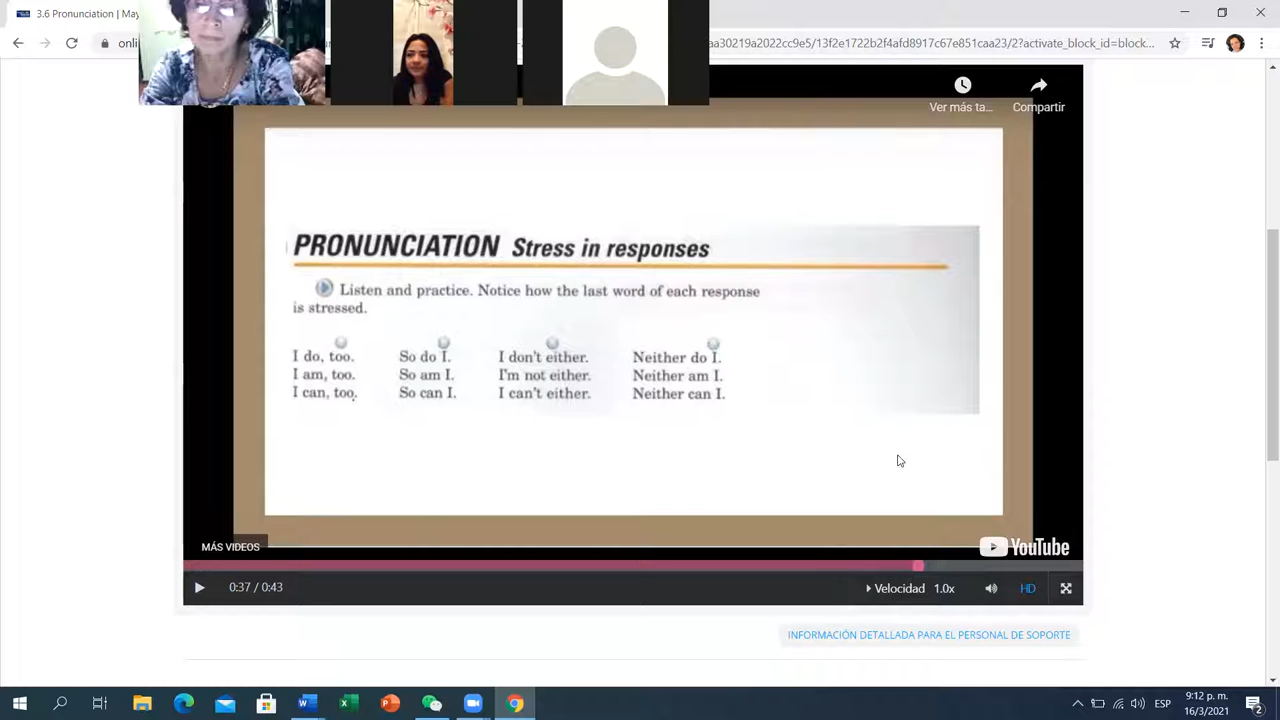 3.6 Pronunciation | May
onli
aa30219a2022cc9e5/13f2e1722b2f4afd8917c67e851caa23/2?activate_block_id=block...
Ver más ta...
Compartir
PRONUNCIATION Stress in responses
Listen and practice. Notice how the last word of each response
is stressed.
I do, too. So do I. I don't either. Neither do I.
I am, too. So am I. I'm not either. Neither am I.
I can, too. So can I. I can't either. Neither can I.
MÁS VIDEOS
YouTube
0:37 / 0:43
Velocidad 1.0x
HD
INFORMACIÓN DETALLADA PARA EL PERSONAL DE SOPORTE
ESP
9:12 p. m.
16/3/2021
2